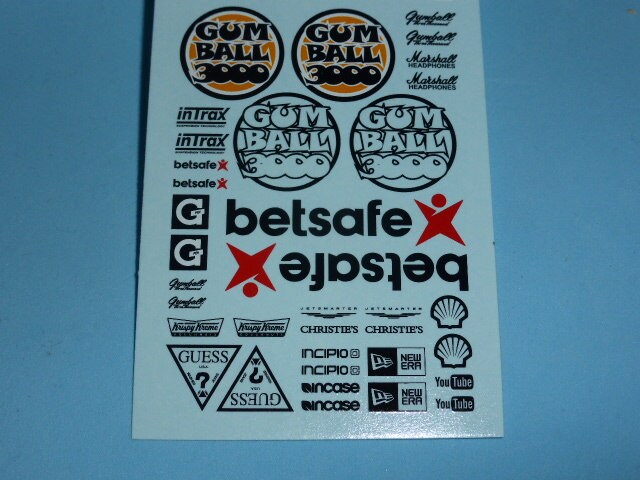 GUM
BALL
3000
GUM
BALL
3000
Gumball
Gumball
Marshall
HEADPHONES
Marshall
HEADPHONES
inTrax
inTrax
GUM
BALL
3000
GUM
BALL
3000
betsafe
betsafe
G
G
betsafe
betsafe
Gumball
Gumball
Krispy Kreme
Krispy Kreme
JETSMARTER
JETSMARTER
CHRISTIE'S
CHRISTIE'S
GUESS
?
GUESS
?
INCIPIO
INCIPIO
incase
incase
NEW
ERA
NEW
ERA
YouTube
YouTube